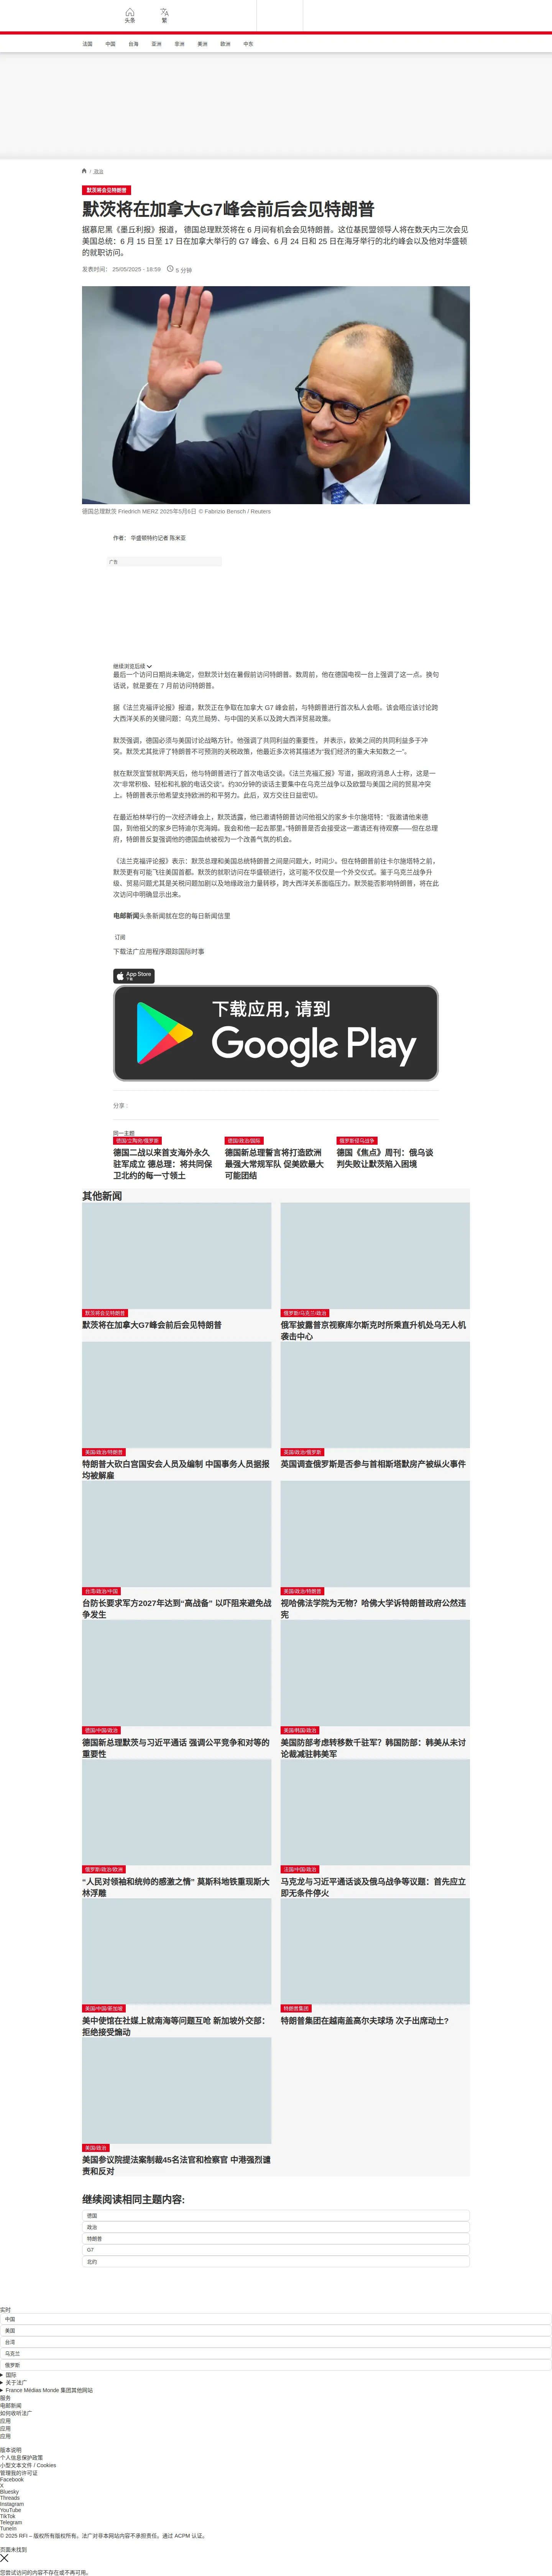 头条
繁
法国
中国
台海
亚洲
非洲
美洲
欧洲
中东
/ 政治
默茨将会见特朗普
默茨将在加拿大G7峰会前后会见特朗普
据慕尼黑《墨丘利报》报道， 德国总理默茨将在 6 月间有机会会见特朗普。这位基民盟领导人将在数天内三次会见
美国总统：6 月 15 日至 17 日在加拿大举行的 G7 峰会、6 月 24 日和 25 日在海牙举行的北约峰会以及他对华盛顿
的就职访问。
发表时间： 25/05/2025 - 18:59
5 分钟
德国总理默茨 Friedrich MERZ 2025年5月6日 © Fabrizio Bensch / Reuters
作者： 华盛顿特约记者 陈米亚
广告
继续浏览后续
最后一个访问日期尚未确定，但默茨计划在暑假前访问特朗普。数周前，他在德国电视一台上强调了这一点。换句
话说，就是要在 7 月前访问特朗普。
据《法兰克福汇报》报道，默茨正在争取在加拿大 G7 峰会前，与特朗普进行首次私人会晤。该会晤应该讨论跨
大西洋关系的关键问题：乌克兰局势、与中国的关系以及跨大西洋贸易政策。
默茨强调，德国必须与美国讨论战略方针。他强调了共同利益的重要性， 并表示，欧美之间的共同利益多于冲
突。默茨尤其批评了特朗普不可预测的关税政策，他最近多次将其描述为“我们经济的重大未知数之一”。
就在默茨宣誓就职两天后，他与特朗普进行了首次电话交谈。《法兰克福汇报》写道，据政府消息人士称，这是一
次“非常积极、轻松和礼貌的电话交谈”。约30分钟的谈话主要集中在乌克兰战争以及欧盟与美国之间的贸易冲突
上。特朗普表示他希望支持欧洲的和平努力。此后，双方交往日益密切。
在最近柏林举行的一次经济峰会上，默茨透露，他已邀请特朗普访问他祖父的家乡卡尔施塔特：“我邀请他来德
国，到他祖父的家乡巴特迪尔克海姆。我会和他一起去那里。”特朗普是否会接受这一邀请还有待观察——但在总理
府，特朗普反复强调他的德国血统被视为一个改善气氛的机会。
《法兰克福评论报》表示：默茨总理和美国总统特朗普之间是问题大，时间少。但在特朗普前往卡尔施塔特之前，
默茨更有可能飞往美国首都。默茨的就职访问在华盛顿进行，这可能不仅仅是一个外交仪式。鉴于乌克兰战争升
级、贸易问题尤其是关税问题加剧以及地缘政治力量转移，跨大西洋关系面临压力。默茨能否影响特朗普，将在此
次访问中明确显示出来。
电邮新闻头条新闻就在您的每日新闻信里
订阅
下载法广应用程序跟踪国际时事
App Store
下载
下载应用，请到
Google Play
分享 :
同一主题
德国/立陶宛/俄罗斯
德国二战以来首支海外永久
驻军成立 德总理：将共同保
卫北约的每一寸领土
德国/政治/国际
德国新总理誓言将打造欧洲
最强大常规军队 促美欧最大
可能团结
俄罗斯侵乌战争
德国《焦点》周刊：俄乌谈
判失败让默茨陷入困境
其他新闻
默茨将会见特朗普
默茨将在加拿大G7峰会前后会见特朗普
俄罗斯/乌克兰/政治
俄军披露普京视察库尔斯克时所乘直升机处乌无人机
袭击中心
美国/政治/特朗普
特朗普大砍白宫国安会人员及编制 中国事务人员据报
均被解雇
英国/政治/俄罗斯
英国调查俄罗斯是否参与首相斯塔默房产被纵火事件
台湾/政治/中国
台防长要求军方2027年达到“高战备” 以吓阻来避免战
争发生
美国/政治/特朗普
视哈佛法学院为无物？哈佛大学诉特朗普政府公然违
宪
德国/中国/政治
德国新总理默茨与习近平通话 强调公平竞争和对等的
重要性
美国/韩国/政治
美国防部考虑转移数千驻军？韩国防部：韩美从未讨
论裁减驻韩美军
俄罗斯/政治/欧洲
“人民对领袖和统帅的感激之情” 莫斯科地铁重现斯大
林浮雕
法国/中国/政治
马克龙与习近平通话谈及俄乌战争等议题：首先应立
即无条件停火
美国/中国/新加坡
美中使馆在社媒上就南海等问题互呛 新加坡外交部：
拒绝接受煽动
特朗普集团
特朗普集团在越南盖高尔夫球场 次子出席动土?
美国/政治
美国参议院提法案制裁45名法官和检察官 中港强烈谴
责和反对
继续阅读相同主题内容:
德国
政治
特朗普
G7
北约
实时
中国
美国
台湾
乌克兰
俄罗斯
国际
关于法广
France Médias Monde 集团其他网站
服务
电邮新闻
如何收听法广
应用
应用
应用
版本说明
个人信息保护政策
小型文本文件 / Cookies
管理我的许可证
Facebook
X
Bluesky
Threads
Instagram
YouTube
TikTok
Telegram
TuneIn
© 2025 RFI – 版权所有版权所有。法广对非本网站内容不承担责任。通过 ACPM 认证。
页面未找到
您尝试访问的内容不存在或不再可用。